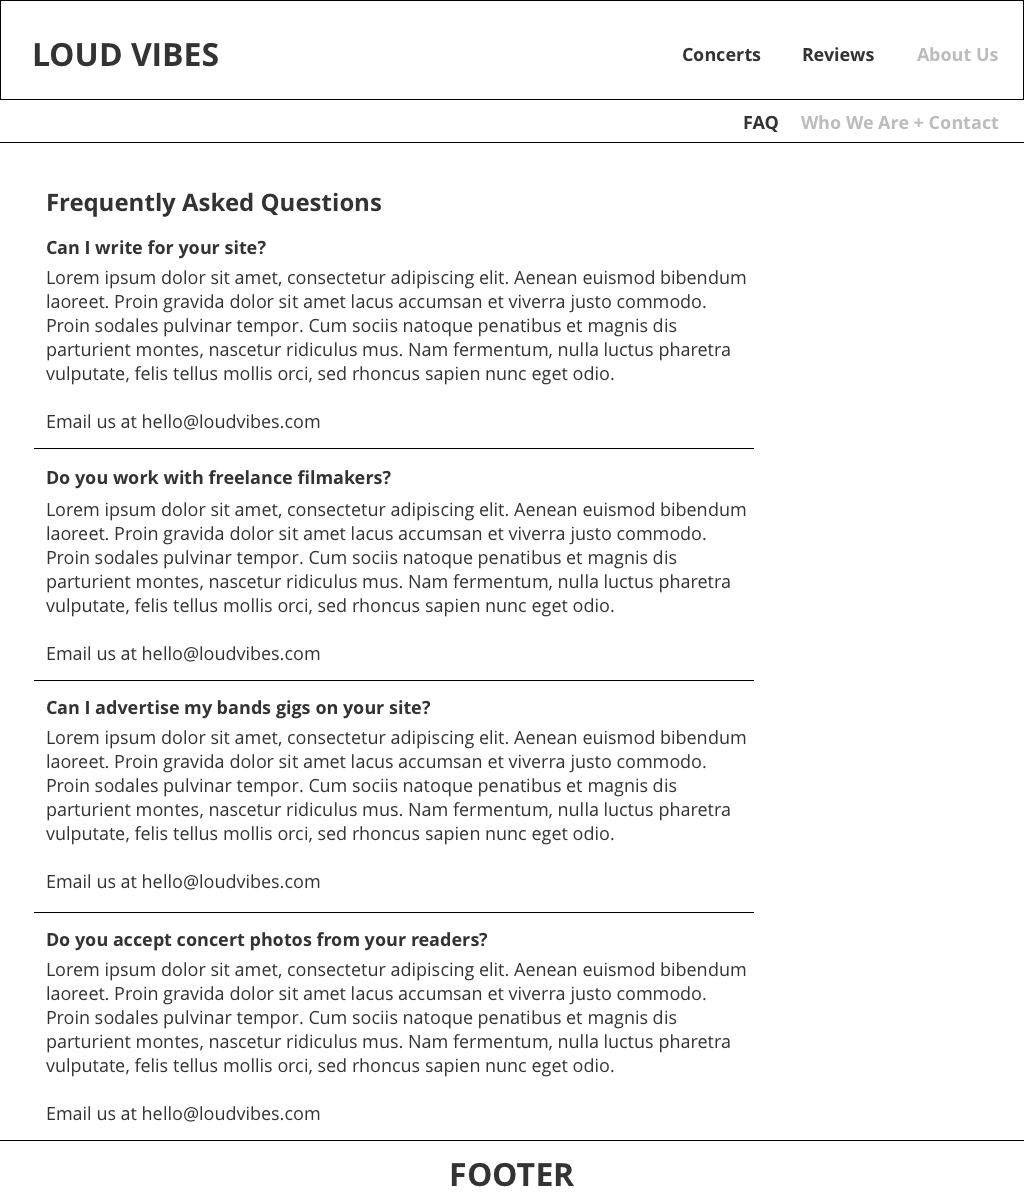 LOUD VIBES
Concerts Reviews About Us
FAQ Who We Are + Contact
Frequently Asked Questions
Can I write for your site?
Lorem ipsum dolor sit amet, consectetur adipiscing elit. Aenean euismod bibendum
laoreet. Proin gravida dolor sit amet lacus accumsan et viverra justo commodo.
Proin sodales pulvinar tempor. Cum sociis natoque penatibus et magnis dis
parturient montes, nascetur ridiculus mus. Nam fermentum, nulla luctus pharetra
vulputate, felis tellus mollis orci, sed rhoncus sapien nunc eget odio.
Email us at hello@loudvibes.com
Do you work with freelance filmakers?
Lorem ipsum dolor sit amet, consectetur adipiscing elit. Aenean euismod bibendum
laoreet. Proin gravida dolor sit amet lacus accumsan et viverra justo commodo.
Proin sodales pulvinar tempor. Cum sociis natoque penatibus et magnis dis
parturient montes, nascetur ridiculus mus. Nam fermentum, nulla luctus pharetra
vulputate, felis tellus mollis orci, sed rhoncus sapien nunc eget odio.
Email us at hello@loudvibes.com
Can I advertise my bands gigs on your site?
Lorem ipsum dolor sit amet, consectetur adipiscing elit. Aenean euismod bibendum
laoreet. Proin gravida dolor sit amet lacus accumsan et viverra justo commodo.
Proin sodales pulvinar tempor. Cum sociis natoque penatibus et magnis dis
parturient montes, nascetur ridiculus mus. Nam fermentum, nulla luctus pharetra
vulputate, felis tellus mollis orci, sed rhoncus sapien nunc eget odio.
Email us at hello@loudvibes.com
Do you accept concert photos from your readers?
Lorem ipsum dolor sit amet, consectetur adipiscing elit. Aenean euismod bibendum
laoreet. Proin gravida dolor sit amet lacus accumsan et viverra justo commodo.
Proin sodales pulvinar tempor. Cum sociis natoque penatibus et magnis dis
parturient montes, nascetur ridiculus mus. Nam fermentum, nulla luctus pharetra
vulputate, felis tellus mollis orci, sed rhoncus sapien nunc eget odio.
Email us at hello@loudvibes.com
FOOTER